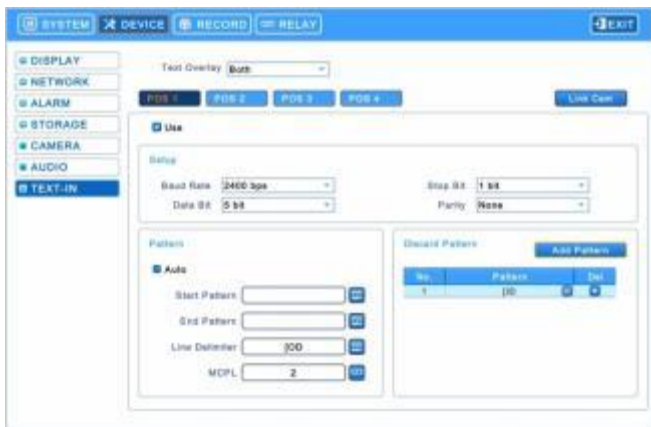 SYSTEM DEVICE RECORD RELAY EXIT
DISPLAY
NETWORK
ALARM
STORAGE
CAMERA
AUDIO
TEXT-IN
Text Overlay Both
POS 1 POS 2 POS 3 POS 4 Link Cam
Use
Setup
Baud Rate 2400 bps Stop Bit 1 bit
Data Bit 5 bit Parity None
Pattern
Discard Pattern Add Pattern
Auto
No. Pattern Del
1
Start Pattern
End Pattern
Line Delimiter
MCPL 2